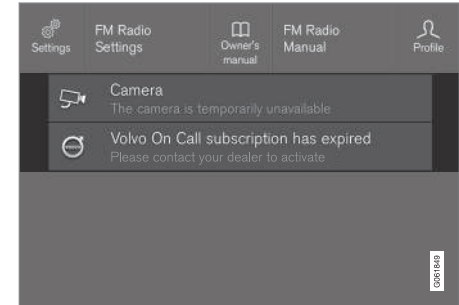 FM Radio
Settings
Settings
Owner's
manual
FM Radio
Manual
Profile
Camera
The camera is temporarily unavailable
Volvo On Call subscription has expired
Please contact your dealer to activate
G061849